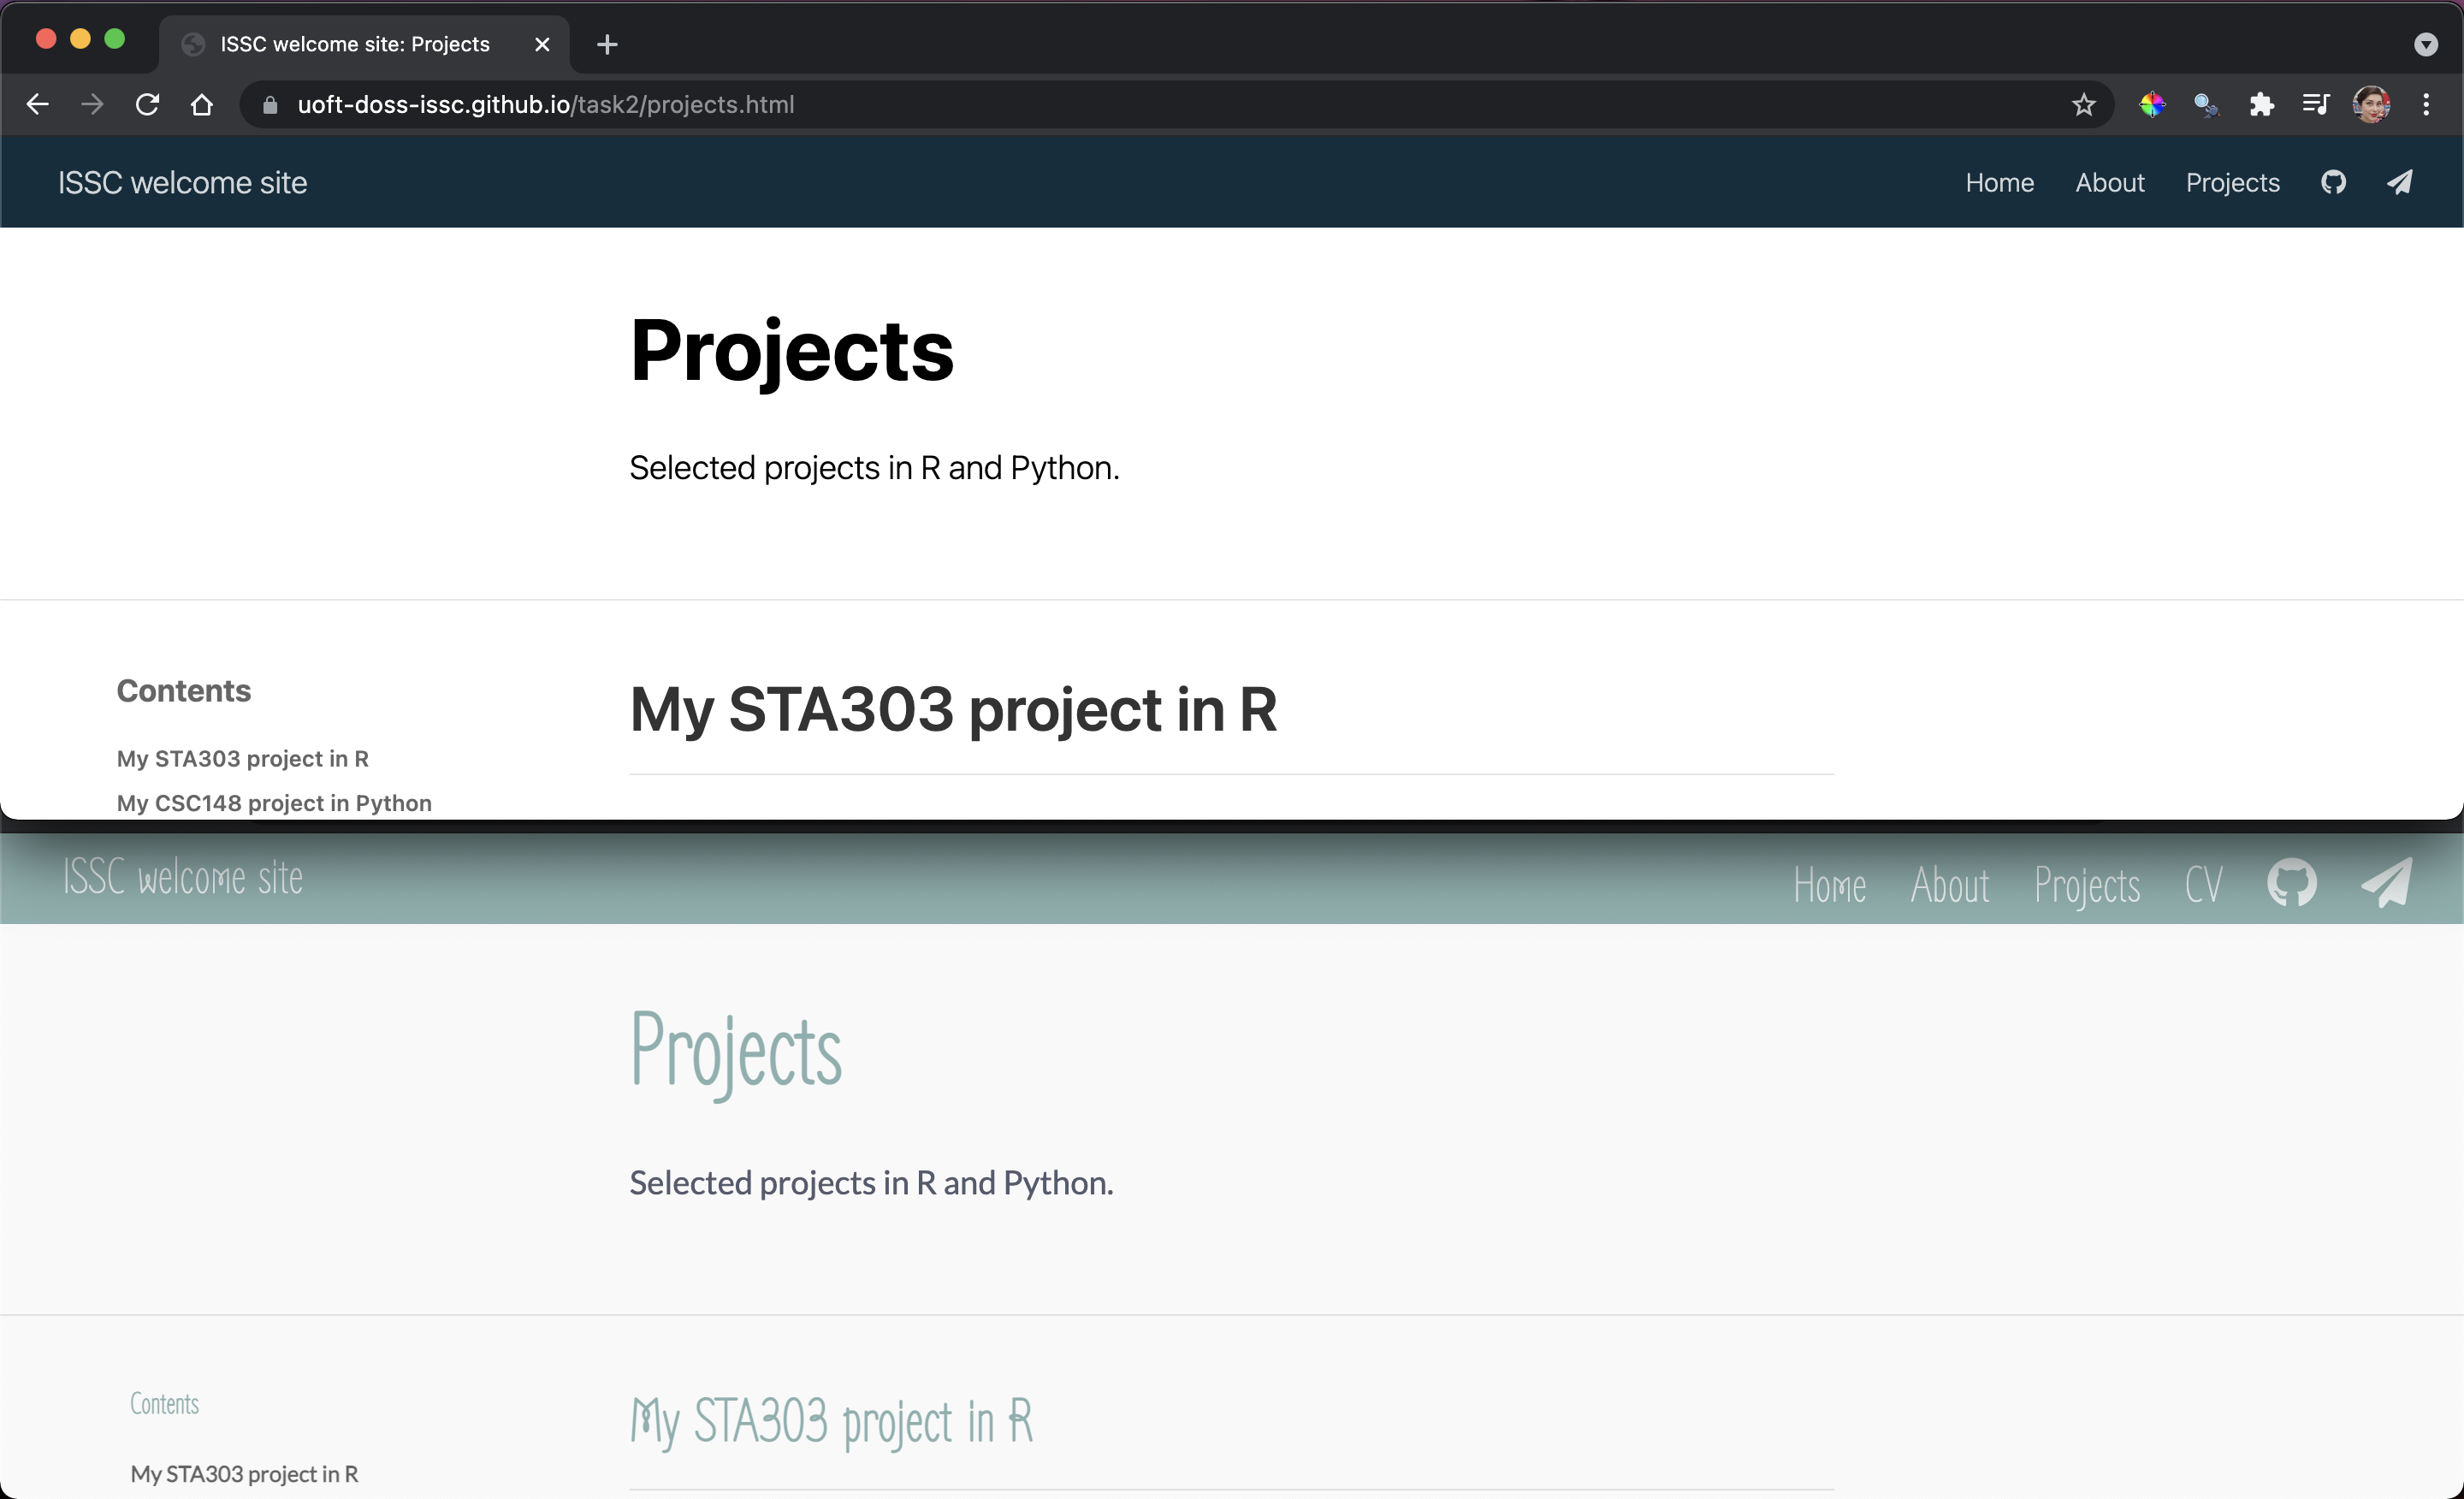 ISSC welcome site: Projects
uoft-doss-issc.github.io/task2/projects.html
ISSC welcome site Home About Projects
Projects
Selected projects in R and Python.
Contents
My STA303 project in R
My CSC148 project in Python
My STA303 project in R
ISSC welcome site Home About Projects CV
Projects
Selected projects in R and Python.
Contents
My STA303 project in R
My STA303 project in R